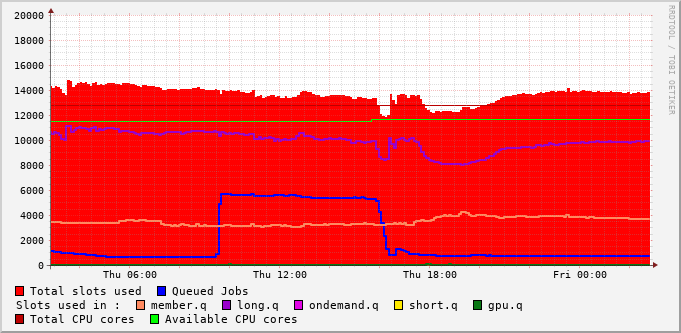 20000
18000
16000
14000
12000
10000
8000
6000
4000
2000
0
Thu 06:00 Thu 12:00 Thu 18:00 Fri 00:00
RRDTOOL / TOBI OETIKER
Total slots used Queued Jobs
Slots used in : member.q long.q ondemand.q short.q gpu.q
Total CPU cores Available CPU cores